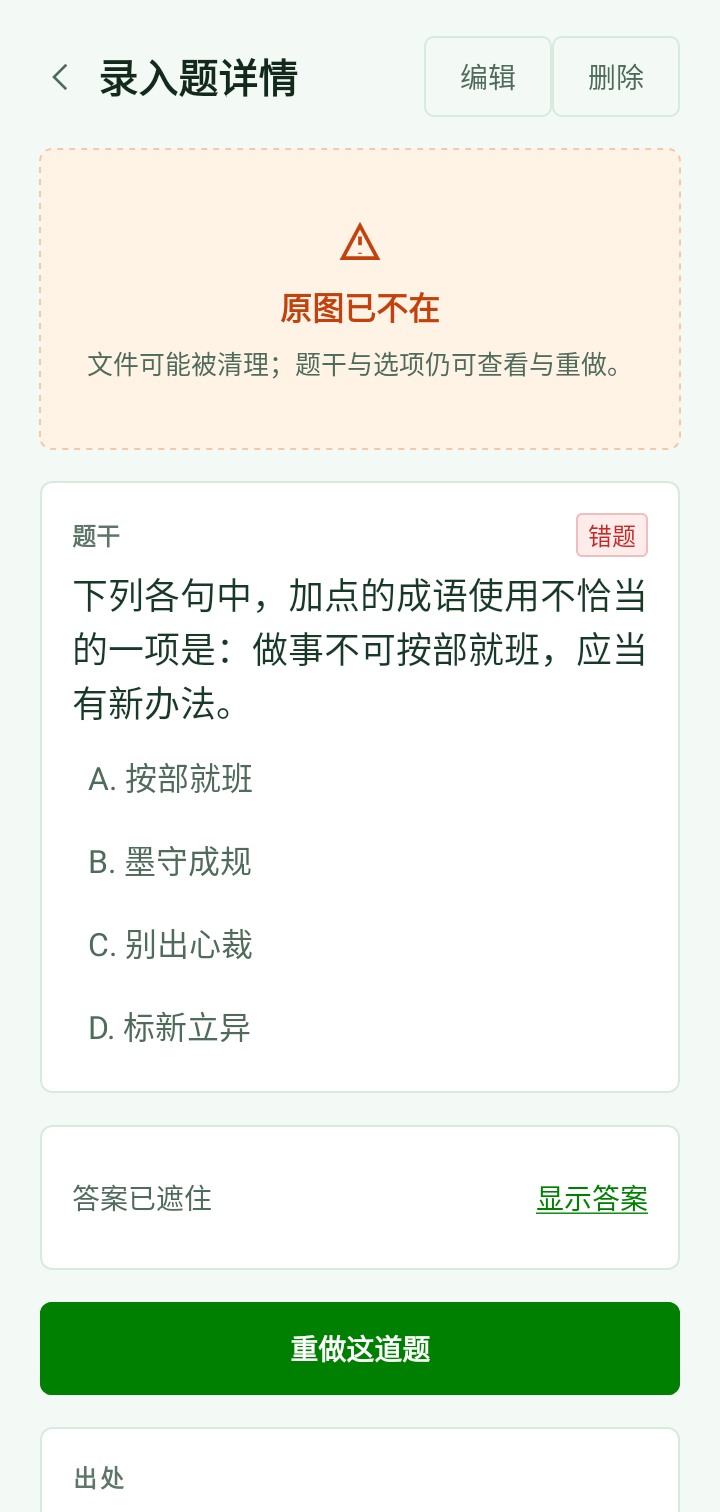 录入题详情
编辑
删除
原图已不在
文件可能被清理；题干与选项仍可查看与重做。
题干
错题
下列各句中，加点的成语使用不恰当
的一项是：做事不可按部就班，应当
有新办法。
A. 按部就班
B. 墨守成规
C. 别出心裁
D. 标新立异
答案已遮住
显示答案
重做这道题
出处